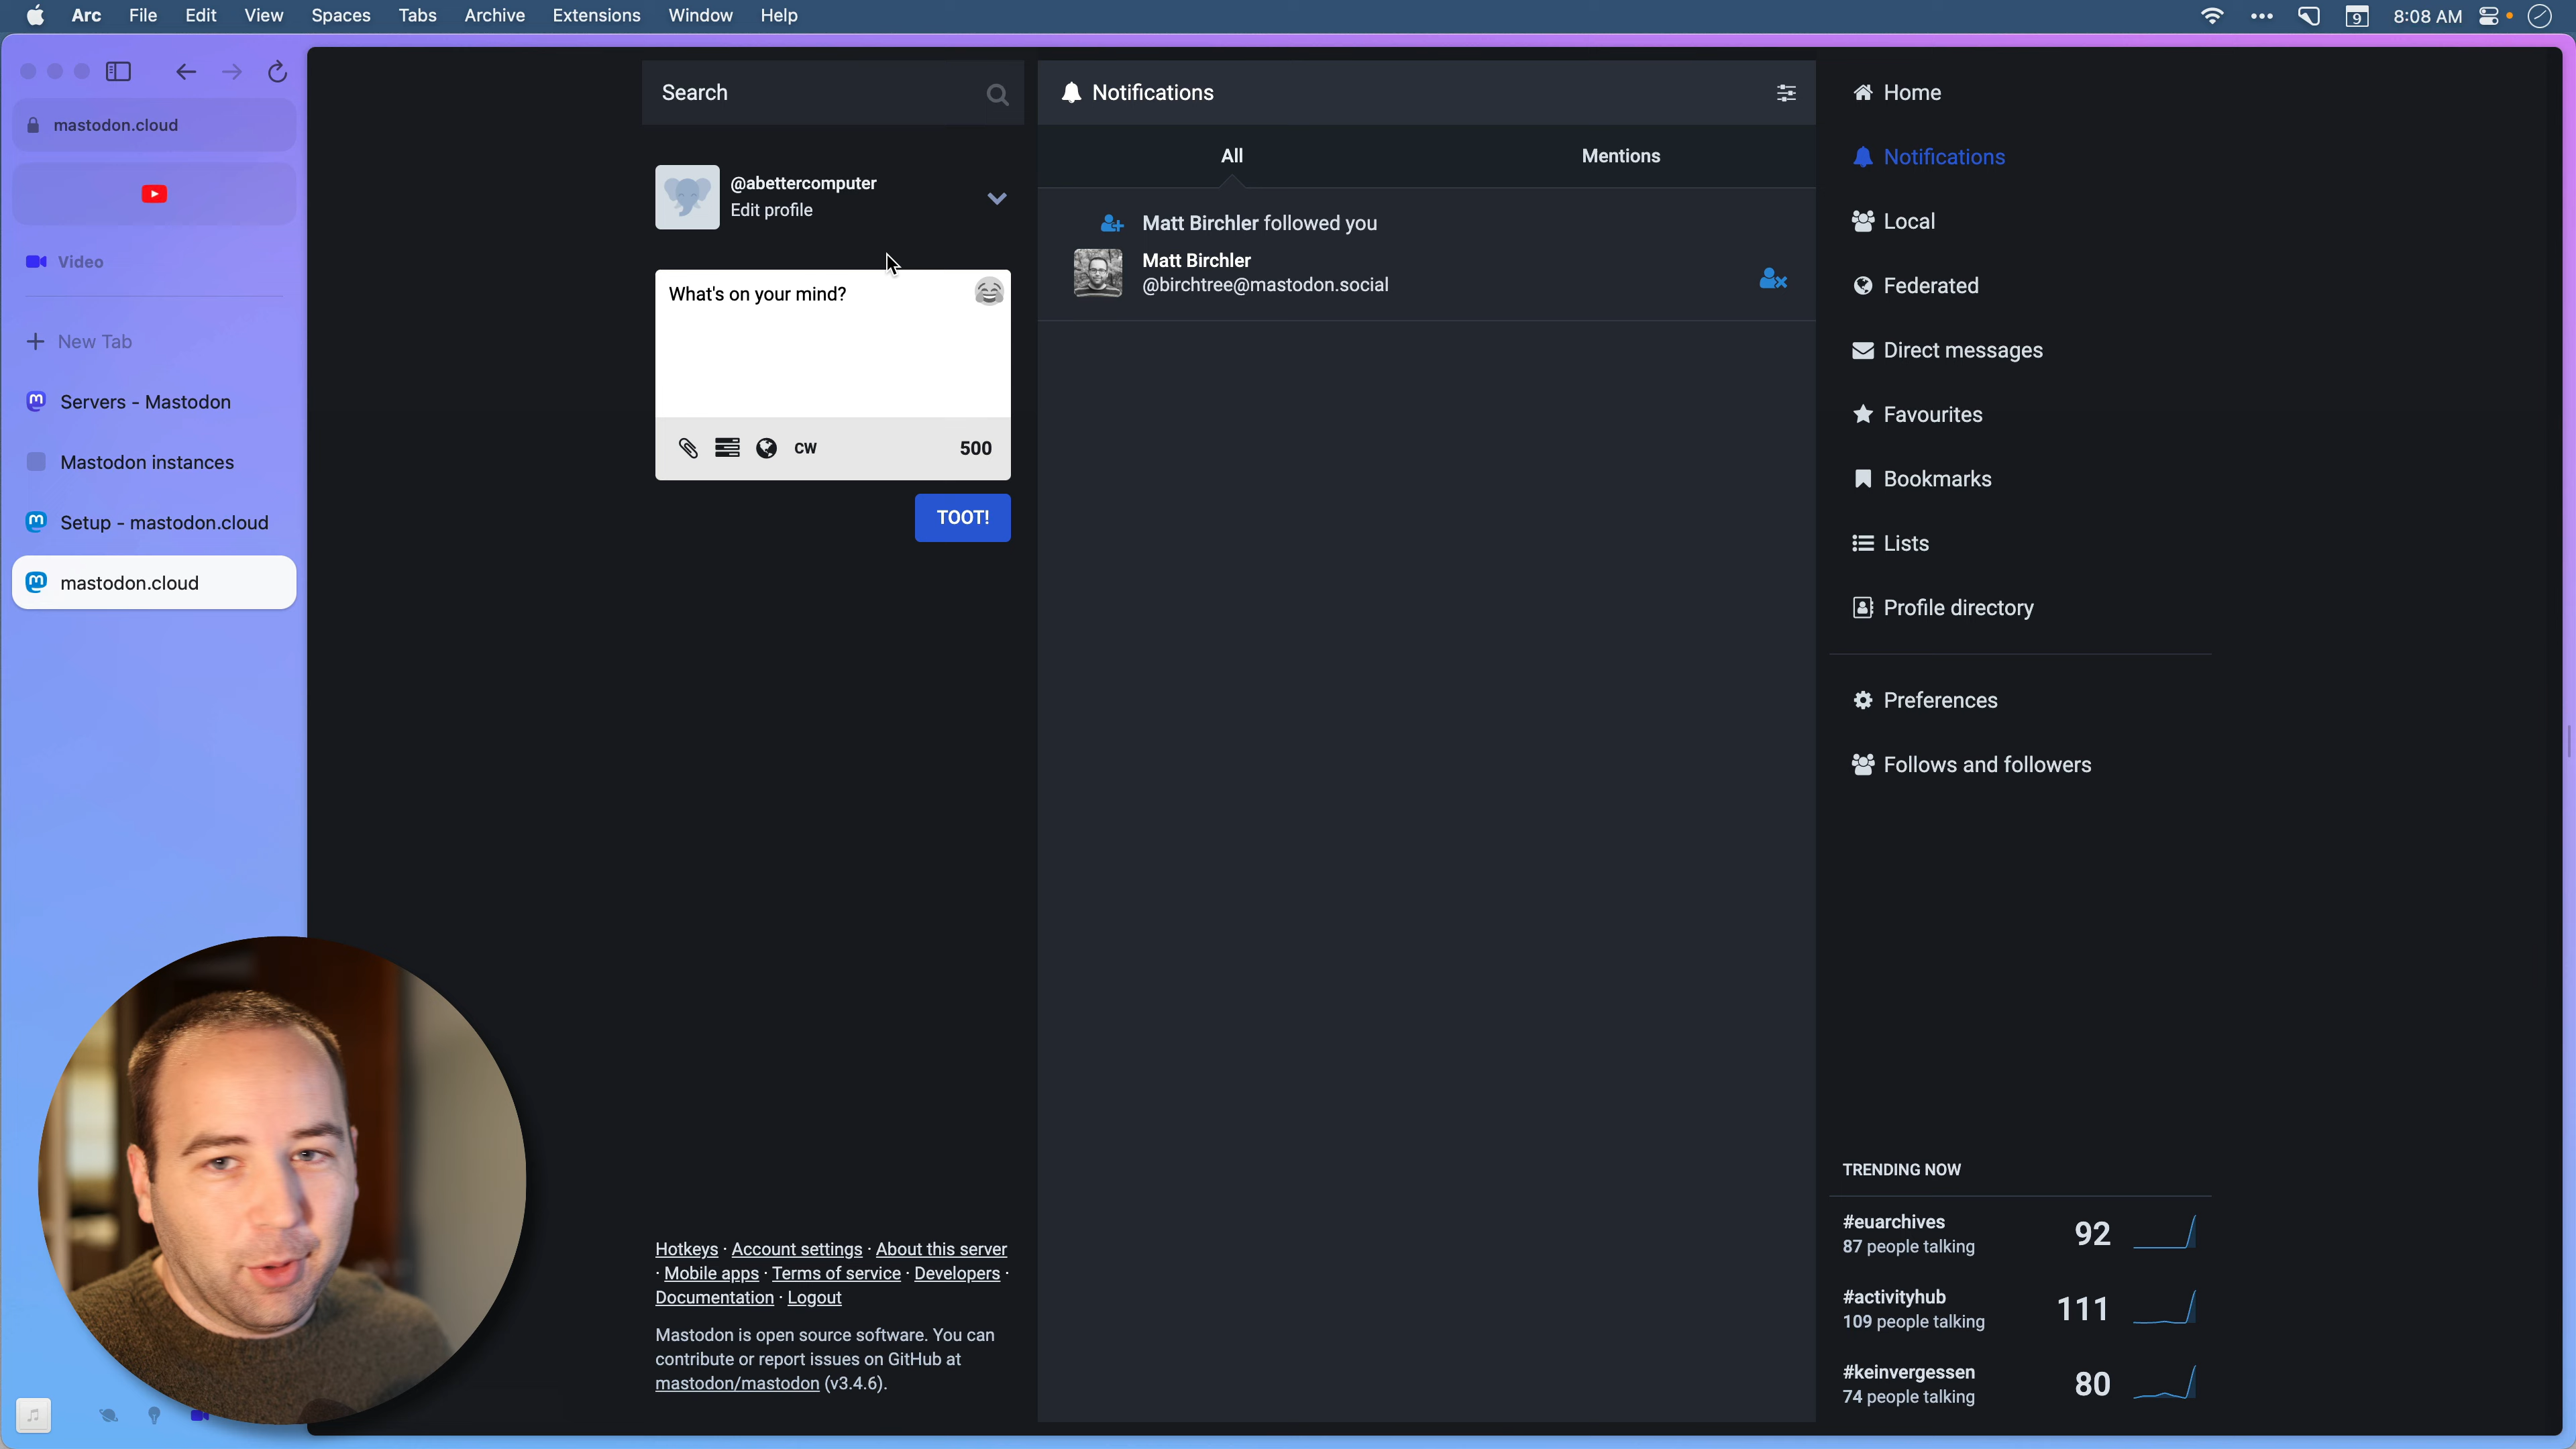 Arc File Edit View Spaces Tabs Archive Extensions Window Help
9 8:08 AM
mastodon.cloud
Video
New Tab
Servers - Mastodon
Mastodon instances
Setup - mastodon.cloud
mastodon.cloud
Search
@abettercomputer
Edit profile
What's on your mind?
CW 500
TOOT!
Hotkeys · Account settings · About this server
· Mobile apps · Terms of service · Developers ·
Documentation · Logout
Mastodon is open source software. You can
contribute or report issues on GitHub at
mastodon/mastodon (v3.4.6).
Notifications
All Mentions
Matt Birchler followed you
Matt Birchler
@birchtree@mastodon.social
Home
Notifications
Local
Federated
Direct messages
Favourites
Bookmarks
Lists
Profile directory
Preferences
Follows and followers
TRENDING NOW
#euarchives
87 people talking
92
#activityhub
109 people talking
111
#keinvergessen
74 people talking
80